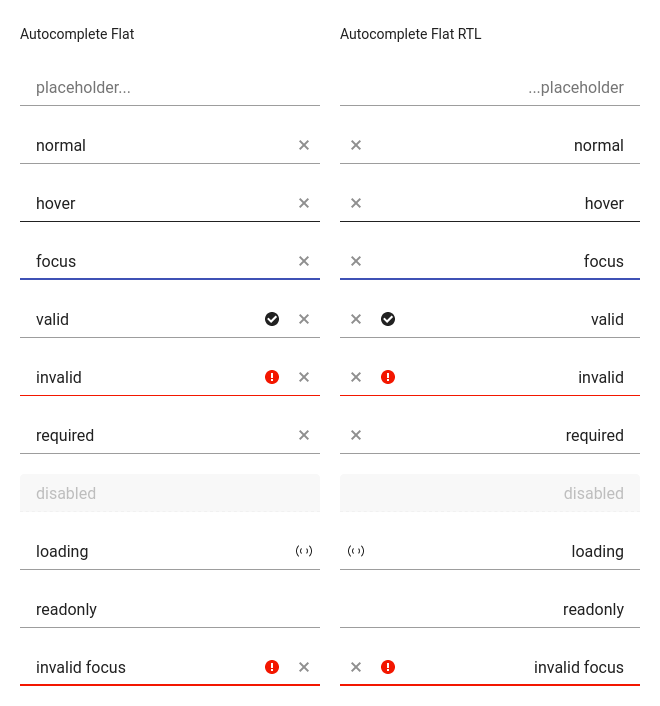 Autocomplete Flat
placeholder...
normal
hover
focus
valid
invalid
required
disabled
loading
readonly
invalid focus
Autocomplete Flat RTL
...placeholder
normal
hover
focus
valid
invalid
required
disabled
loading
readonly
invalid focus